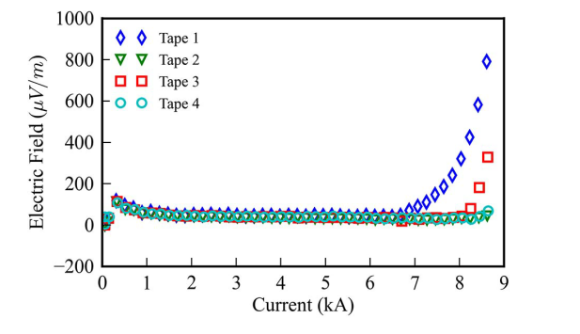 1000
800
600
400
200
0
−200
Electric Field (μV/m)
Tape 1
Tape 2
Tape 3
Tape 4
0 1 2 3 4 5 6 7 8 9
Current (kA)